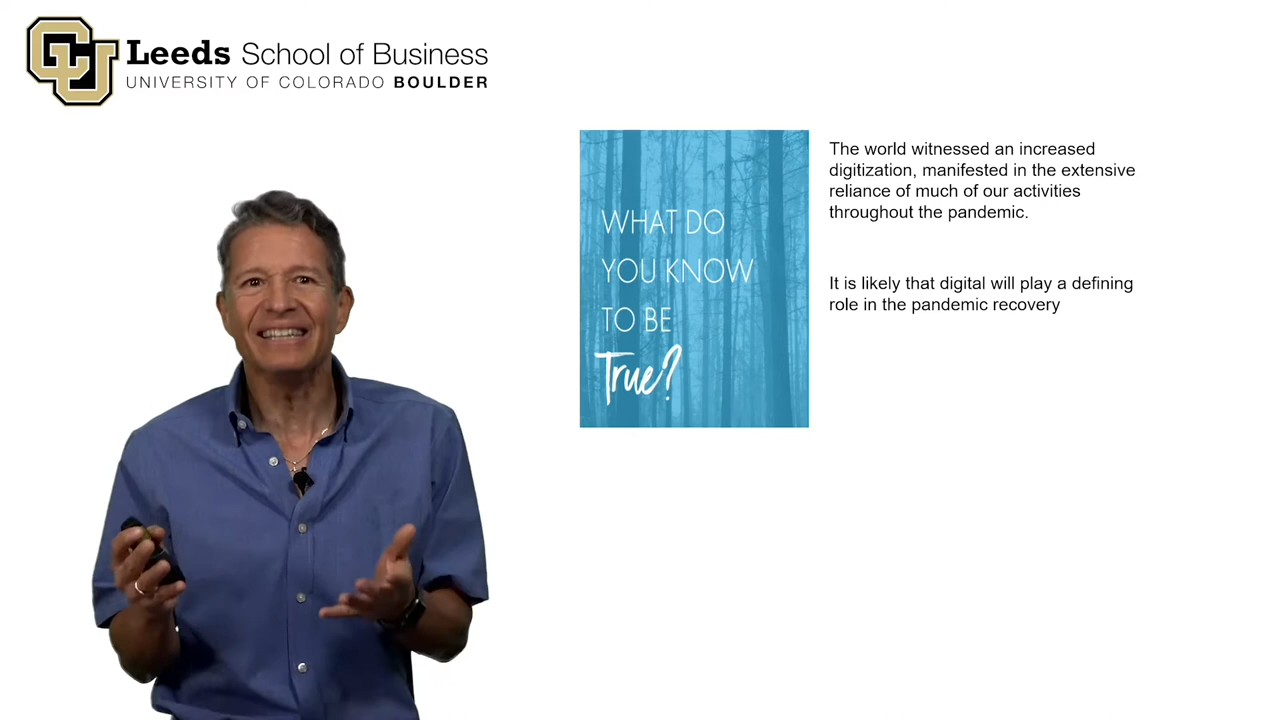 Leeds School of Business
UNIVERSITY OF COLORADO BOULDER
CU
WHAT DO
YOU KNOW
TO BE
True?
The world witnessed an increased
digitization, manifested in the extensive
reliance of much of our activities
throughout the pandemic.
It is likely that digital will play a defining
role in the pandemic recovery